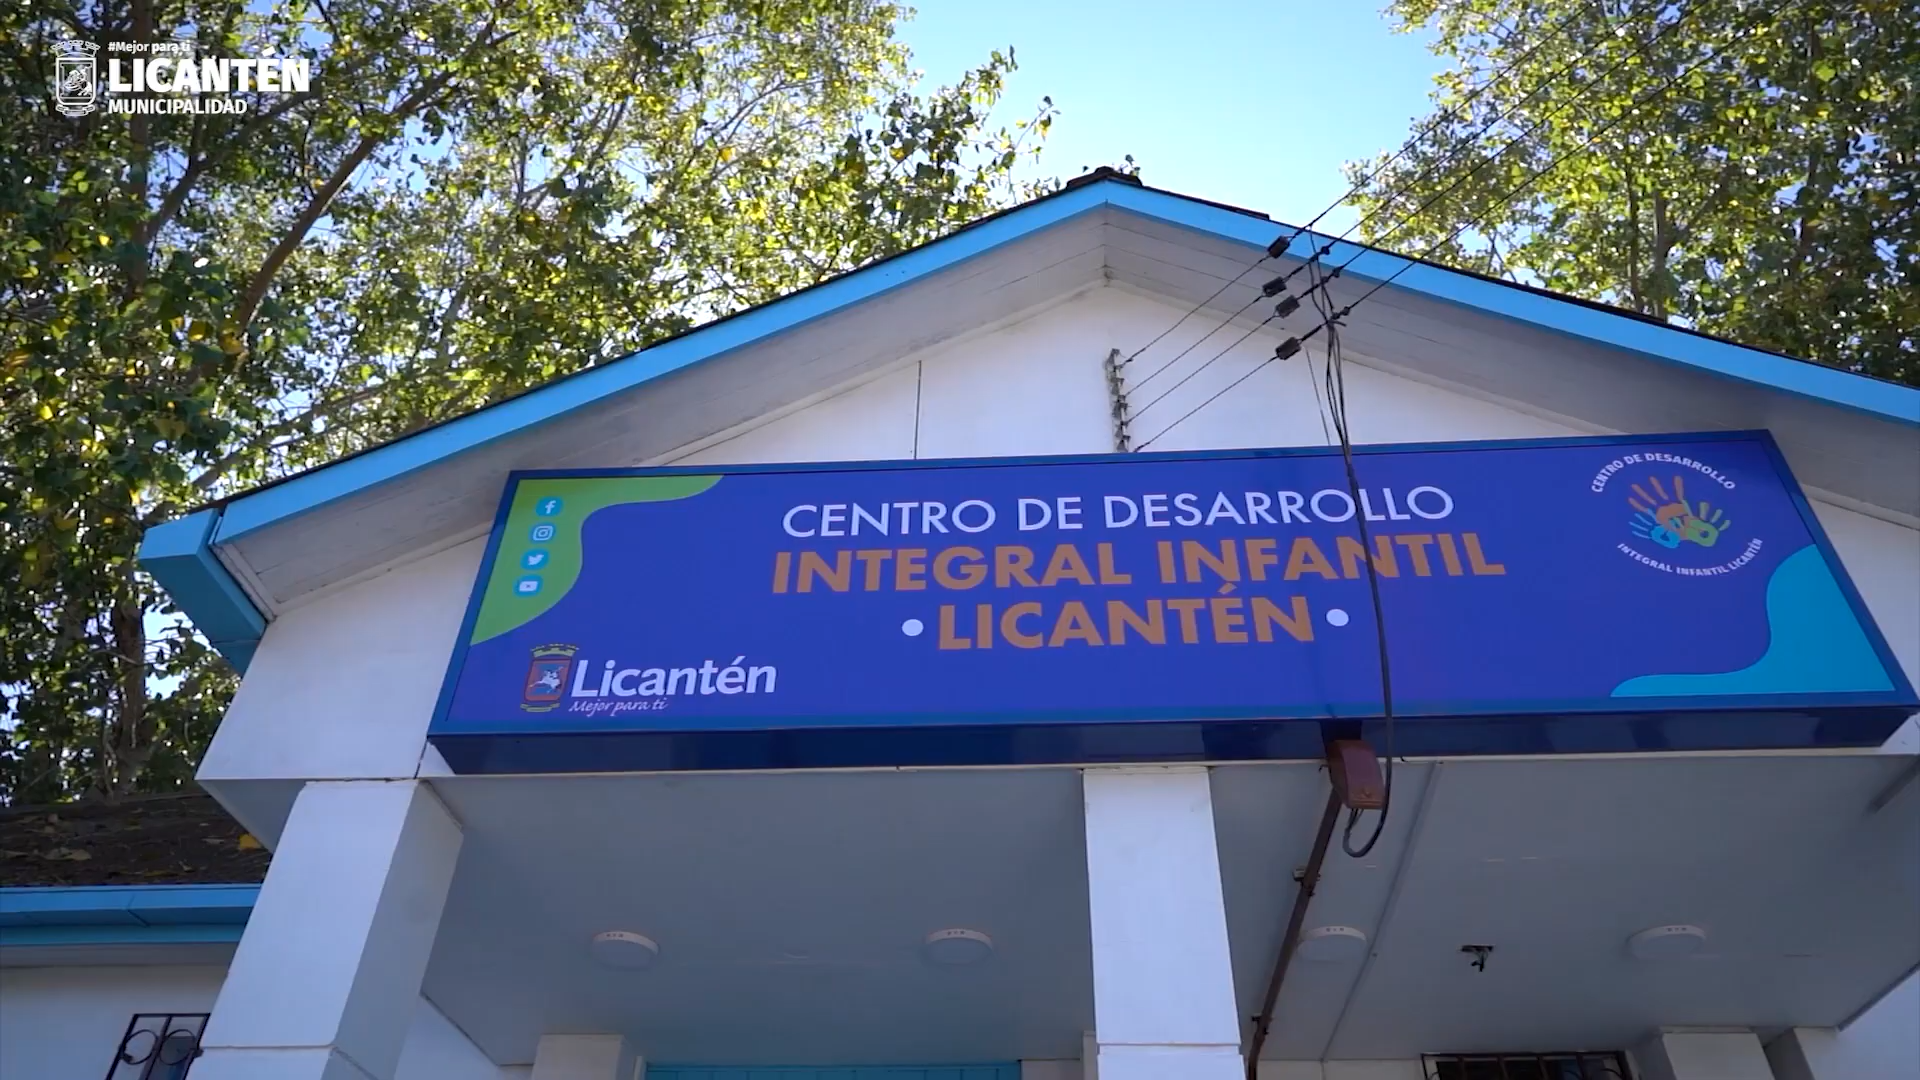 #Mejor para ti
LICANTÉN
MUNICIPALIDAD
CENTRO DE DESARROLLO
INTEGRAL INFANTIL
• LICANTÉN •
CENTRO DE DESARROLLO
INTEGRAL INFANTIL LICANTÉN
Licantén
Mejor para ti